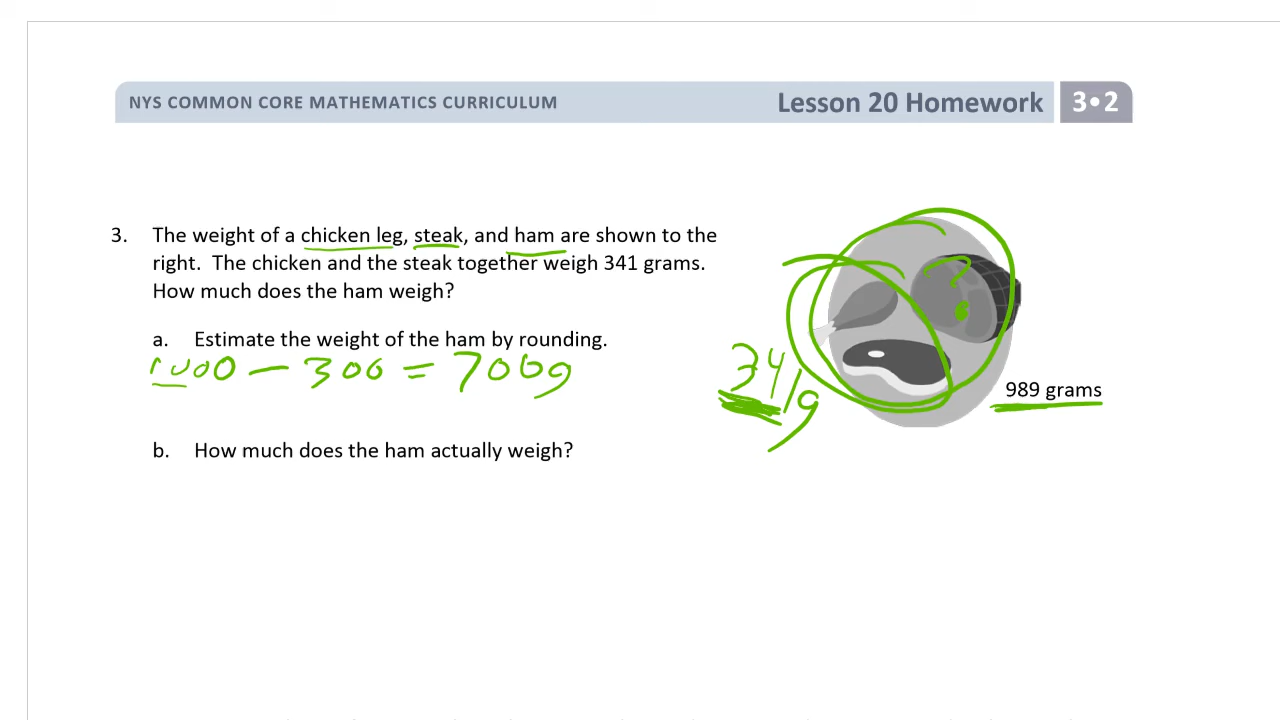 NYS COMMON CORE MATHEMATICS CURRICULUM Lesson 20 Homework 3•2
3. The weight of a chicken leg, steak, and ham are shown to the
right. The chicken and the steak together weigh 341 grams.
How much does the ham weigh?
a. Estimate the weight of the ham by rounding.
1000 – 300 = 700g
?
341g
989 grams
b. How much does the ham actually weigh?